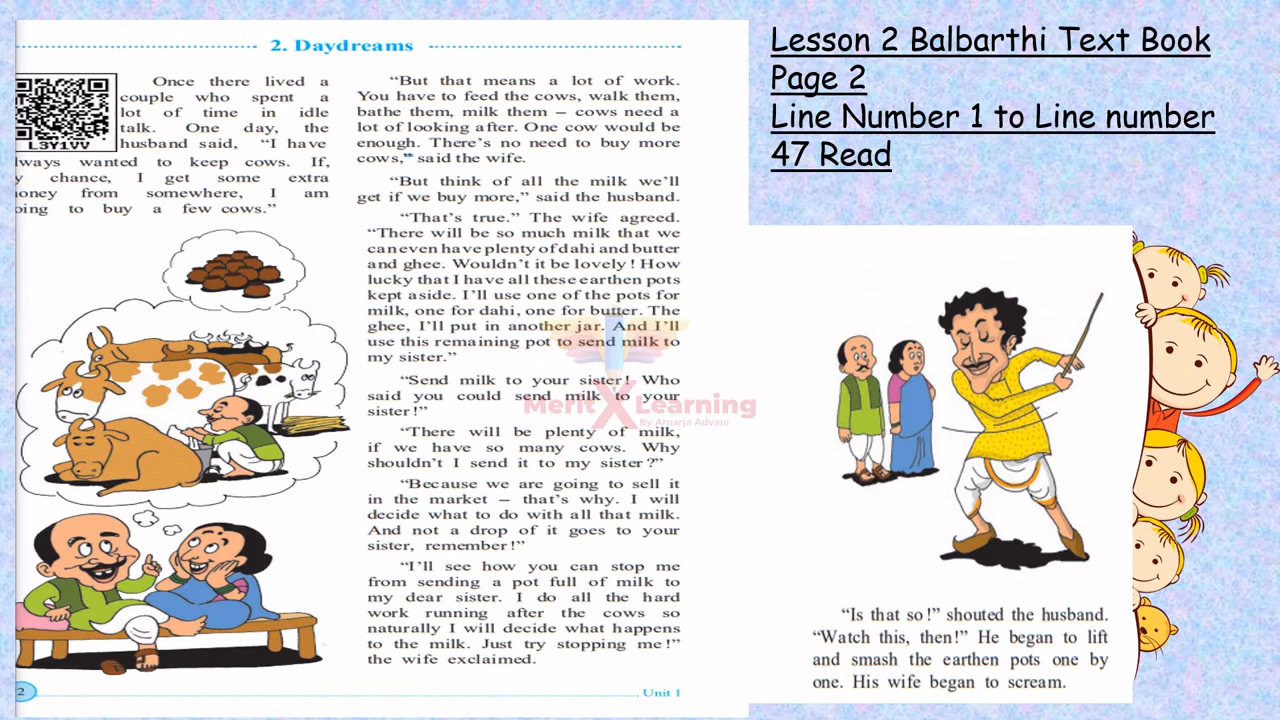 2. Daydreams
L3Y1VV
Once there lived a
couple who spent a
lot of time in idle
talk. One day, the
husband said, “I have
lways wanted to keep cows. If,
y chance, I get some extra
oney from somewhere, I am
oing to buy a few cows.”
“But that means a lot of work.
You have to feed the cows, walk them,
bathe them, milk them – cows need a
lot of looking after. One cow would be
enough. There’s no need to buy more
cows,” said the wife.
“But think of all the milk we’ll
get if we buy more,” said the husband.
“That’s true.” The wife agreed.
“There will be so much milk that we
can even have plenty of dahi and butter
and ghee. Wouldn’t it be lovely ! How
lucky that I have all these earthen pots
kept aside. I’ll use one of the pots for
milk, one for dahi, one for butter. The
ghee, I’ll put in another jar. And I’ll
use this remaining pot to send milk to
my sister.”
“Send milk to your sister! Who
said you could send milk to your
sister !”
“There will be plenty of milk,
if we have so many cows. Why
shouldn’t I send it to my sister ?”
“Because we are going to sell it
in the market – that’s why. I will
decide what to do with all that milk.
And not a drop of it goes to your
sister, remember !”
“I’ll see how you can stop me
from sending a pot full of milk to
my dear sister. I do all the hard
work running after the cows so
naturally I will decide what happens
to the milk. Just try stopping me !”
the wife exclaimed.
2
Unit 1
Merit X Learning
By Amarja Advani
Lesson 2 Balbarthi Text Book
Page 2
Line Number 1 to Line number
47 Read
“Is that so !” shouted the husband.
“Watch this, then!” He began to lift
and smash the earthen pots one by
one. His wife began to scream.